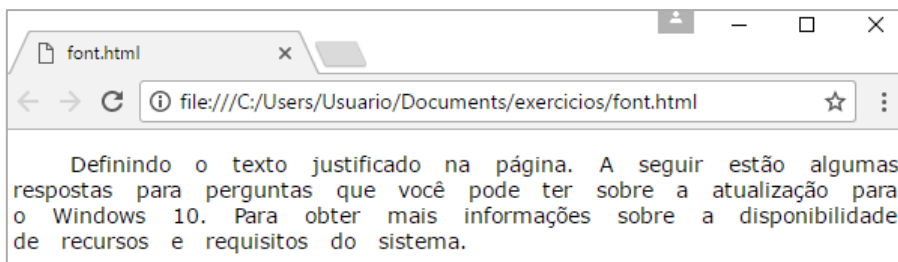 font.html
file:///C:/Users/Usuario/Documents/exercicios/font.html
Definindo o texto justificado na página. A seguir estão algumas
respostas para perguntas que você pode ter sobre a atualização para
o Windows 10. Para obter mais informações sobre a disponibilidade
de recursos e requisitos do sistema.